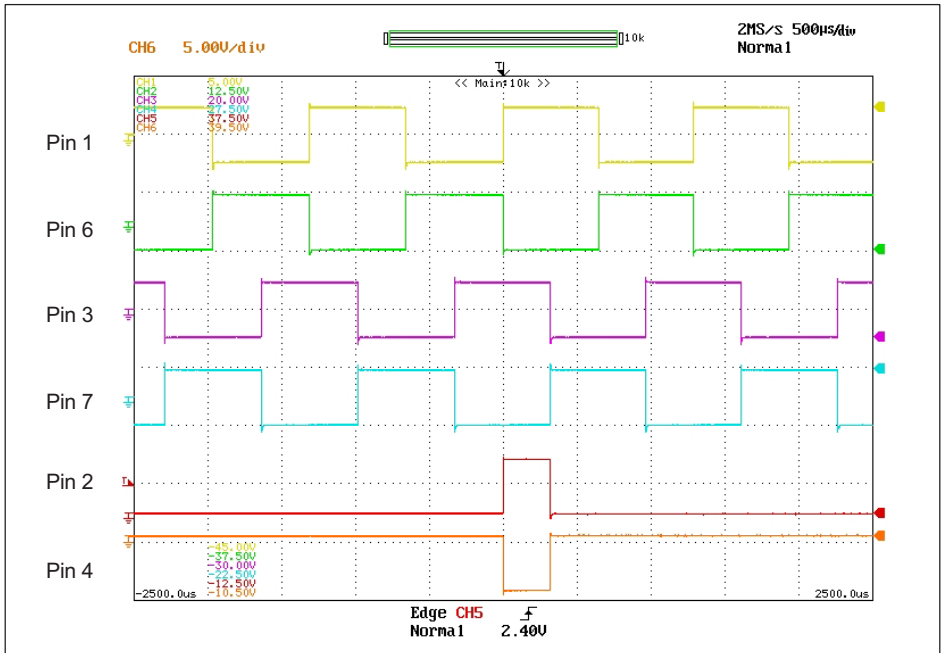 CH6 5.00V/div
10k
2MS/s 500µs/div
Normal
T
<< Main:10k >>
CH1 5.00V
CH2 12.50V
CH3 20.00V
CH4 27.50V
CH5 37.50V
CH6 39.50V
Pin 1
Pin 6
Pin 3
Pin 7
Pin 2
Pin 4
-45.00V
-37.50V
-30.00V
-22.50V
-12.50V
-10.50V
-2500.0us
2500.0us
Edge CH5
Normal 2.40V